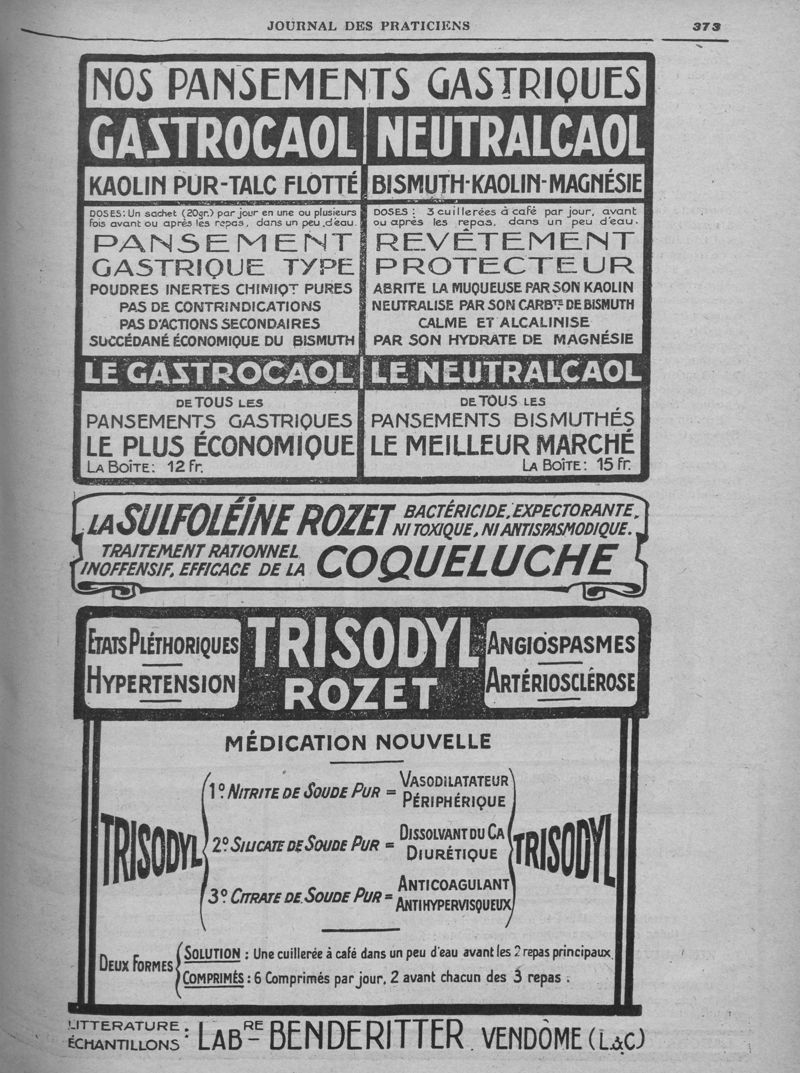 JOURNAL DES PRATICIENS 373
NOS PANSEMENTS GASTRIQUES
GASTROCAOL
KAOLIN PUR-TALC FLOTTÉ
DOSES: Un sachet (20gr.) par jour en une ou plusieurs
fois avant ou après les repas, dans un peu d'eau.
PANSEMENT
GASTRIQUE TYPE
POUDRES INERTES CHIMIQT PURES
PAS DE CONTRINDICATIONS
PAS D'ACTIONS SECONDAIRES
SUCCÉDANÉ ÉCONOMIQUE DU BISMUTH
LE GASTROCAOL
DE TOUS LES
PANSEMENTS GASTRIQUES
LE PLUS ÉCONOMIQUE
LA BOÎTE: 12 Fr.
NEUTRALCAOL
BISMUTH-KAOLIN-MAGNÉSIE
DOSES: 3 cuillerées à café par jour, avant
ou après les repas, dans un peu d'eau.
REVÊTEMENT
PROTECTEUR
ABRITE LA MUQUEUSE PAR SON KAOLIN
NEUTRALISE PAR SON CARBTE DE BISMUTH
CALME ET ALCALINISE
PAR SON HYDRATE DE MAGNÉSIE
LE NEUTRALCAOL
DE TOUS LES
PANSEMENTS BISMUTHÉS
LE MEILLEUR MARCHÉ
LA BOÎTE: 15 Fr.
LA SULFOLÉÏNE ROZET BACTÉRICIDE, EXPECTORANTE,
NI TOXIQUE, NI ANTISPASMODIQUE.
TRAITEMENT RATIONNEL
INOFFENSIF, EFFICACE DE LA COQUELUCHE
ETATS PLÉTHORIQUES
HYPERTENSION
TRISODYL
ROZET
ANGIOSPASMES
ARTÉRIOSCLÉROSE
MÉDICATION NOUVELLE
TRISODYL
1º NITRITE DE SOUDE PUR = VASODILATATEUR
PÉRIPHÉRIQUE
2º SILICATE DE SOUDE PUR = DISSOLVANT DU CA
DIURÉTIQUE
3º CITRATE DE SOUDE PUR = ANTICOAGULANT
ANTIHYPERVISQUEUX
TRISODYL
DEUX FORMES
SOLUTION : Une cuillerée à café dans un peu d'eau avant les 2 repas principaux
COMPRIMÉS : 6 Comprimés par jour, 2 avant chacun des 3 repas.
LITTERATURE:
ÉCHANTILLONS: LABRE BENDERITTER. VENDÔME (L&C)